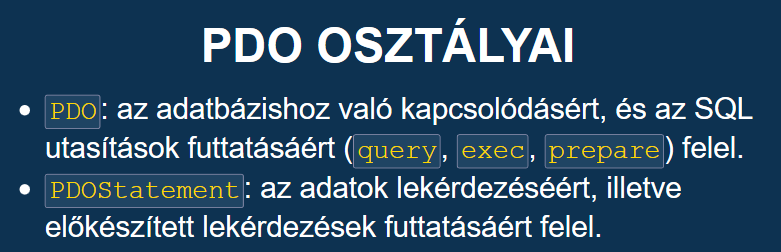 PDO OSZTÁLYAI
• PDO: az adatbázishoz való kapcsolódásért, és az SQL
utasítások futtatásáért (query, exec, prepare) felel.
• PDOStatement: az adatok lekérdezéséért, illetve
előkészített lekérdezések futtatásáért felel.